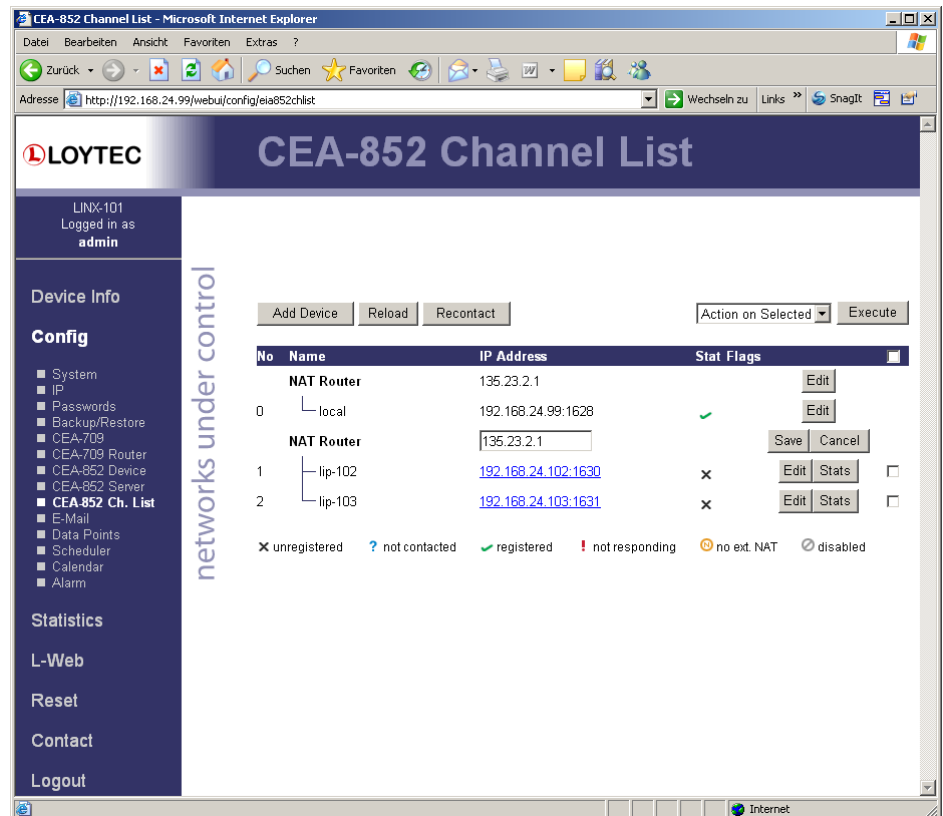 CEA-852 Channel List - Microsoft Internet Explorer
Datei Bearbeiten Ansicht Favoriten Extras ?
Zurück Suchen Favoriten
Adresse http://192.168.24.99/webui/config/eia852chlist Wechseln zu Links » SnagIt
LOYTEC
CEA-852 Channel List
LINX-101
Logged in as
admin
Device Info
Config
System
IP
Passwords
Backup/Restore
CEA-709
CEA-709 Router
CEA-852 Device
CEA-852 Server
CEA-852 Ch. List
E-Mail
Data Points
Scheduler
Calendar
Alarm
Statistics
L-Web
Reset
Contact
Logout
networks under control
Add Device Reload Recontact Action on Selected Execute
No Name IP Address Stat Flags
NAT Router 135.23.2.1 Edit
0 local 192.168.24.99:1628 Edit
NAT Router 135.23.2.1 Save Cancel
1 lip-102 192.168.24.102:1630 Edit Stats
2 lip-103 192.168.24.103:1631 Edit Stats
unregistered ? not contacted registered ! not responding N no ext. NAT disabled
Internet